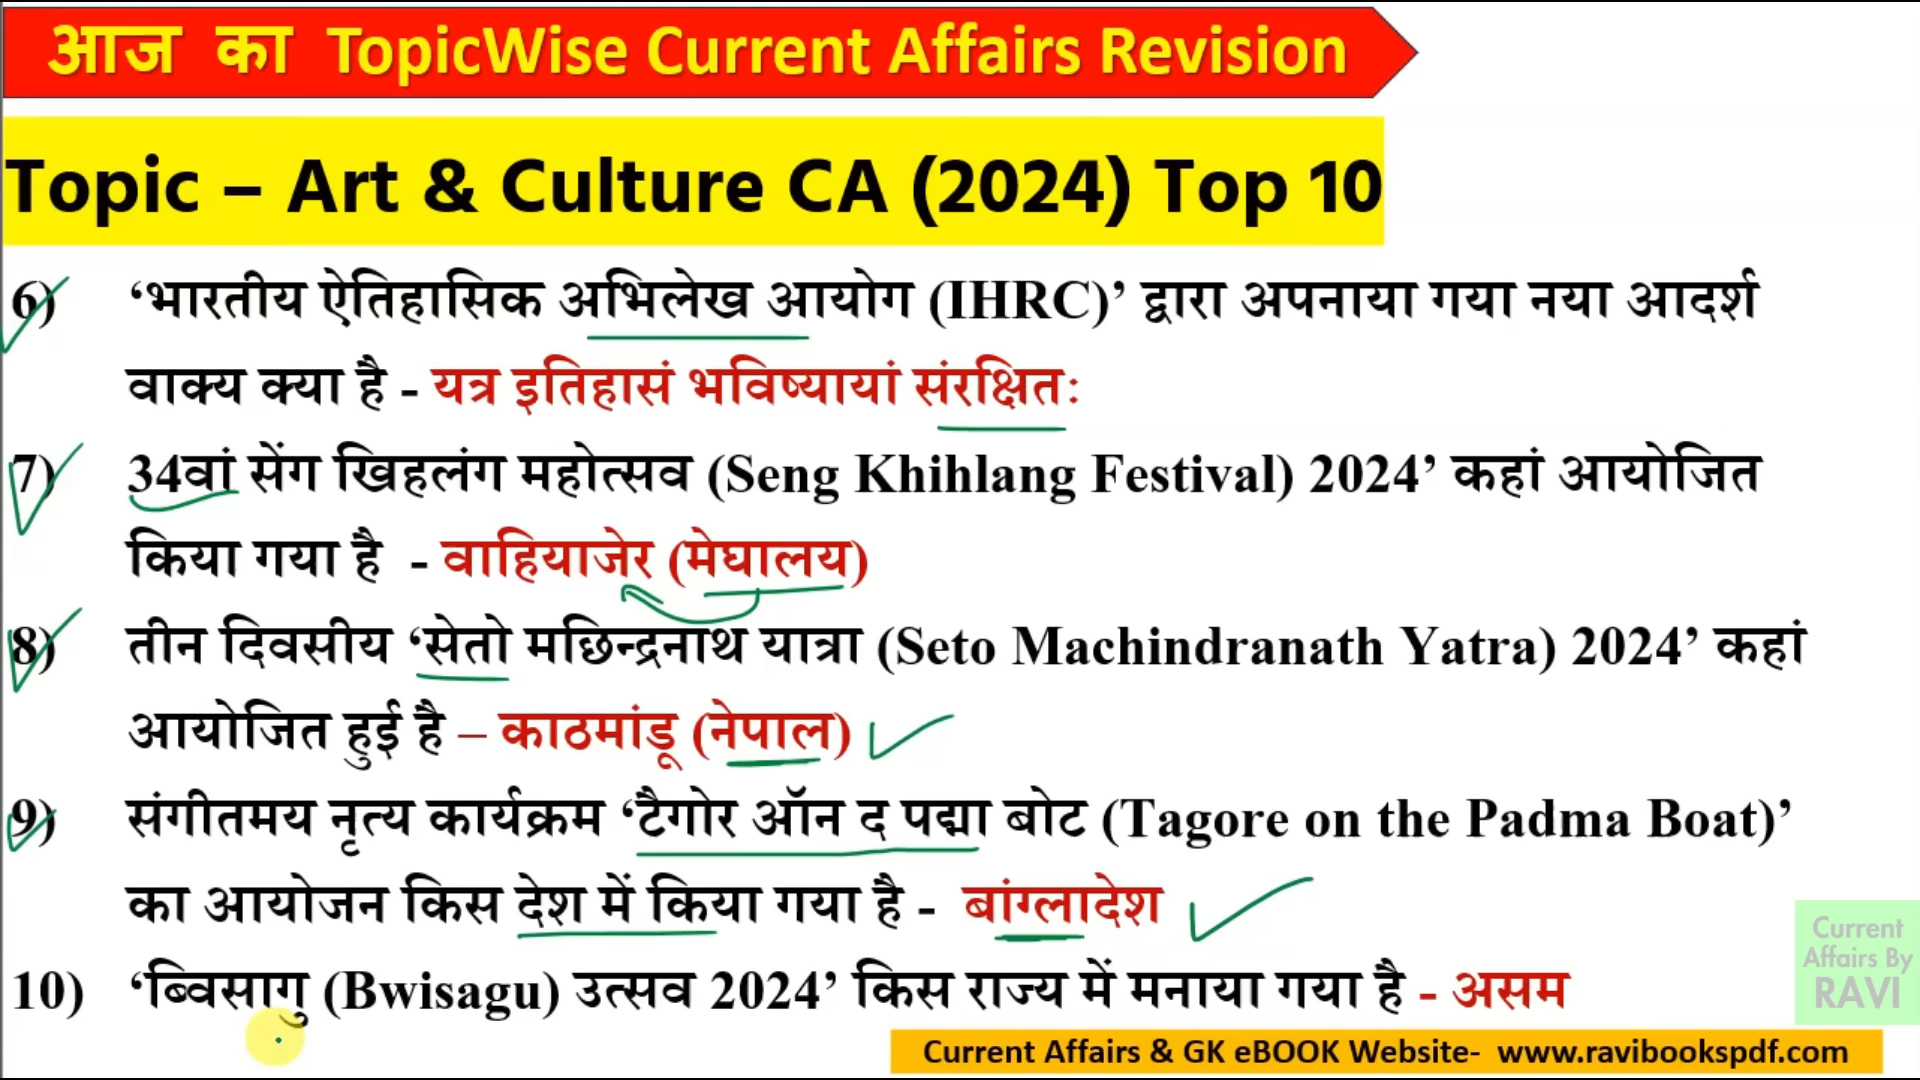 आज का TopicWise Current Affairs Revision
Topic – Art & Culture CA (2024) Top 10
6) ‘भारतीय ऐतिहासिक अभिलेख आयोग (IHRC)’ द्वारा अपनाया गया नया आदर्श
वाक्य क्या है - यत्र इतिहासं भविष्यायां संरक्षितः
7) 34वां सेंग खिहलंग महोत्सव (Seng Khihlang Festival) 2024’ कहां आयोजित
किया गया है - वाहियाजेर (मेघालय)
8) तीन दिवसीय ‘सेतो मछिन्द्रनाथ यात्रा (Seto Machindranath Yatra) 2024’ कहां
आयोजित हुई है – काठमांडू (नेपाल)
9) संगीतमय नृत्य कार्यक्रम ‘टैगोर ऑन द पद्मा बोट (Tagore on the Padma Boat)’
का आयोजन किस देश में किया गया है - बांग्लादेश
10) ‘ब्विसागु (Bwisagu) उत्सव 2024’ किस राज्य में मनाया गया है - असम
Current
Affairs By
RAVI
Current Affairs & GK eBOOK Website- www.ravibookspdf.com